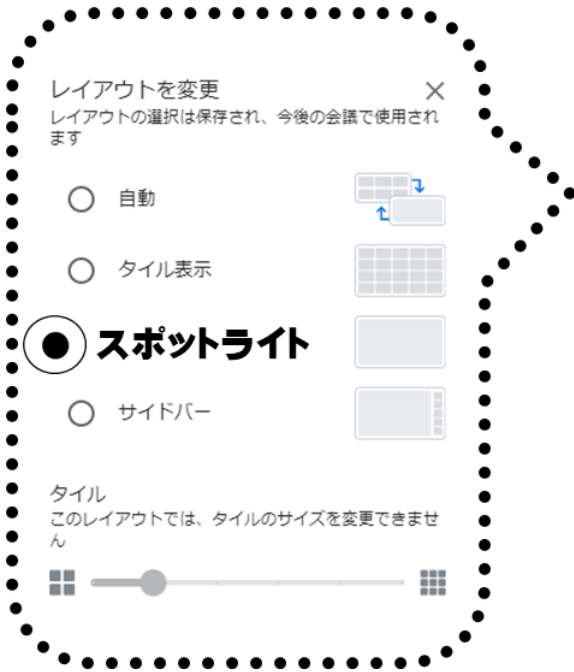 レイアウトを変更
レイアウトの選択は保存され、今後の会議で使用され
ます
自動
タイル表示
スポットライト
サイドバー
タイル
このレイアウトでは、タイルのサイズを変更できませ
ん